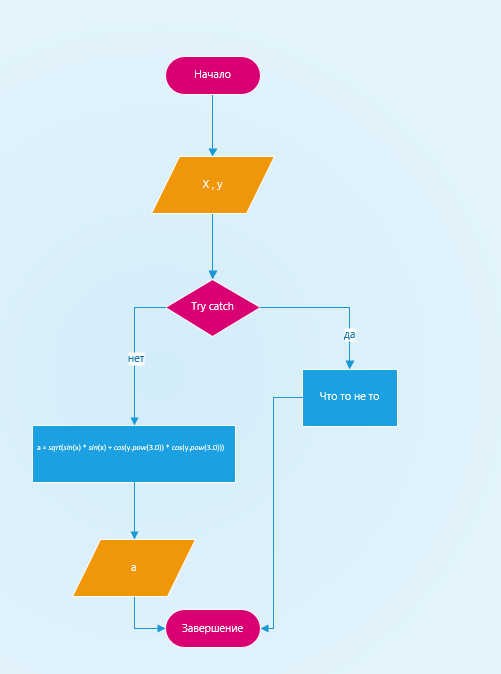 Начало
X , y
Try catch
да
нет
Что то не то
a = sqrt(sin(x) * sin(x) + cos(y.pow(3.0)) * cos(y.pow(3.0)))
a
Завершение